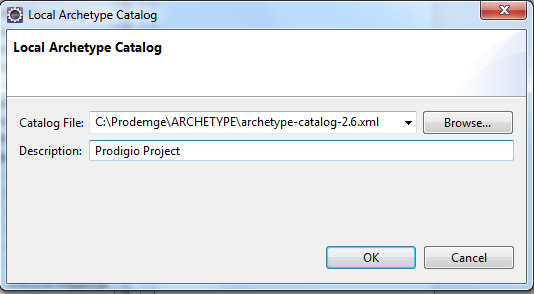 Local Archetype Catalog
Local Archetype Catalog
Catalog File: C:\Prodemge\ARCHETYPE\archetype-catalog-2.6.xml Browse...
Description: Prodigio Project
OK Cancel